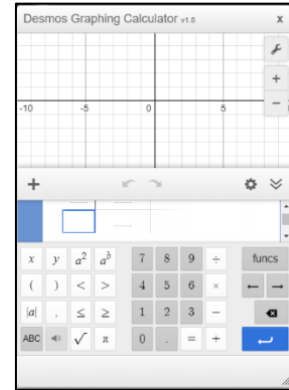 Desmos Graphing Calculator v1.8 x
+
-10 -5 0 5 −
+
x y a² aᵇ 7 8 9 ÷ funcs
( ) < > 4 5 6 × ← →
|a| , ≤ ≥ 1 2 3 −
ABC √ π 0 . = +